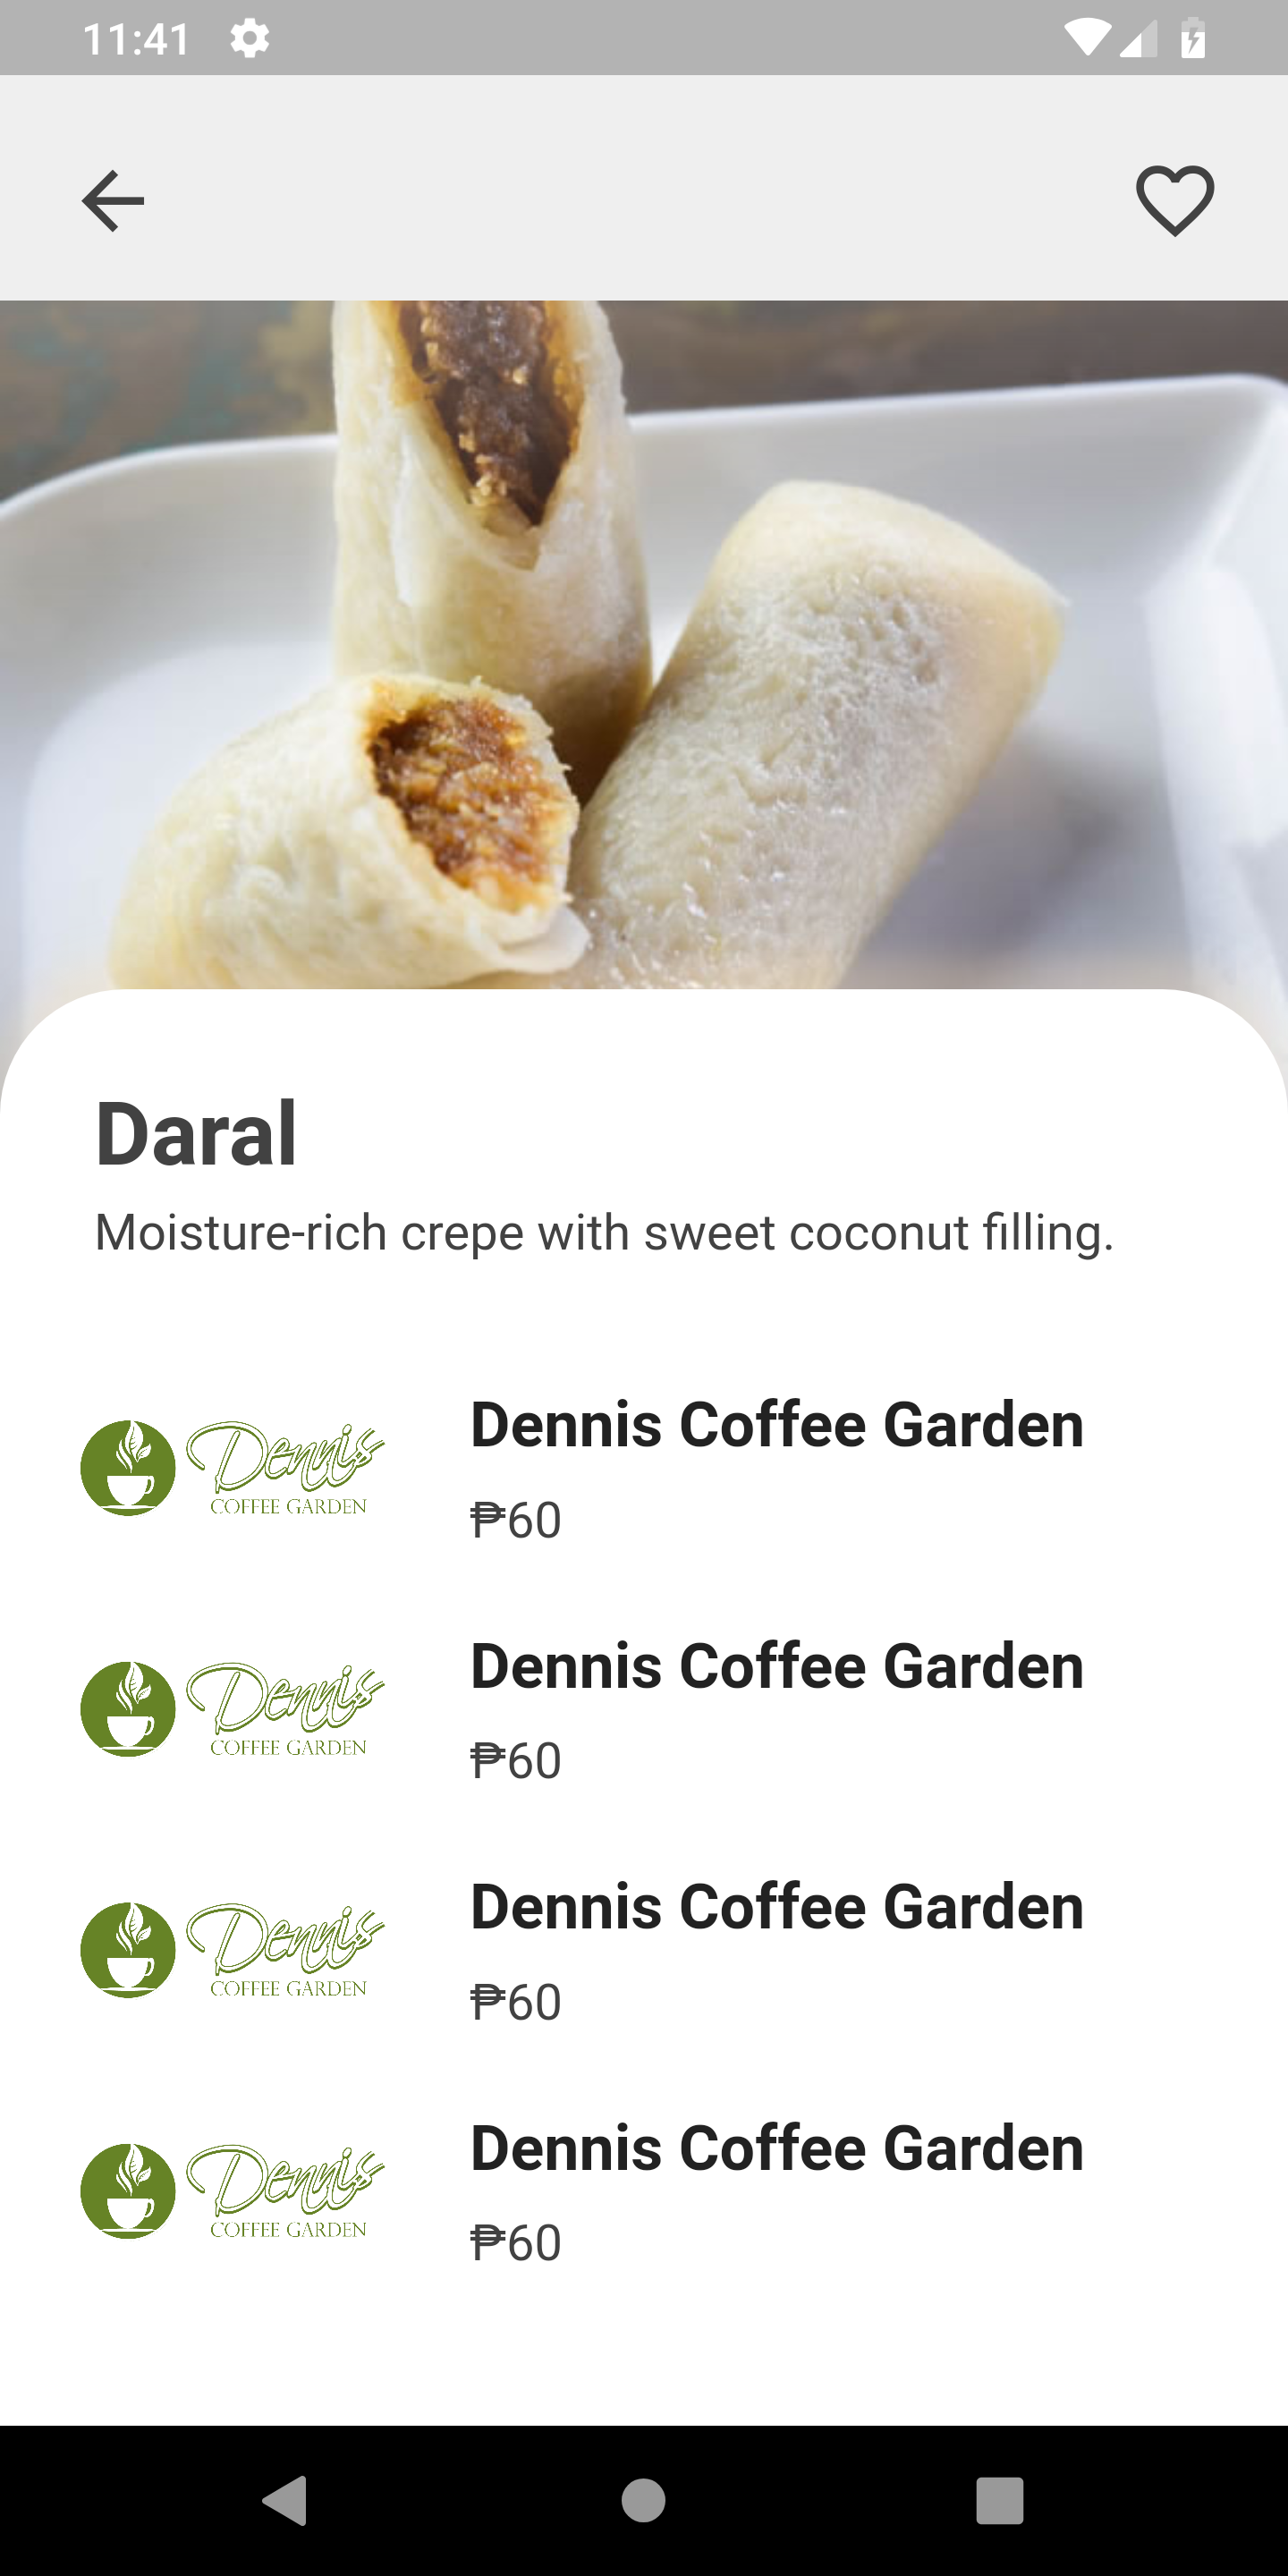 11:41
Daral
Moisture-rich crepe with sweet coconut filling.
Dennis
COFFEE GARDEN
Dennis Coffee Garden
₱60
Dennis
COFFEE GARDEN
Dennis Coffee Garden
₱60
Dennis
COFFEE GARDEN
Dennis Coffee Garden
₱60
Dennis
COFFEE GARDEN
Dennis Coffee Garden
₱60